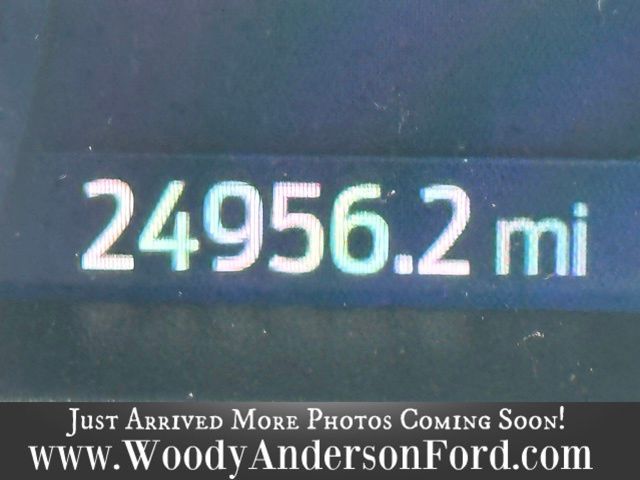 24956.2 mi
Just Arrived More Photos Coming Soon!
www.WoodyAndersonFord.com